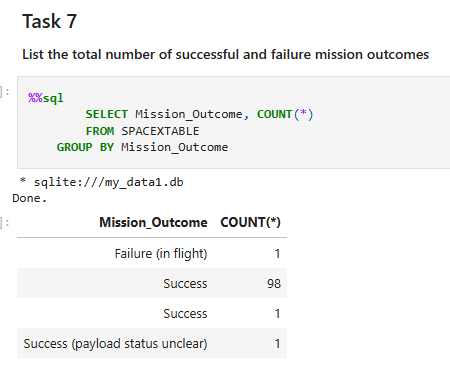 Task 7
List the total number of successful and failure mission outcomes
]:
%%sql
SELECT Mission_Outcome, COUNT(*)
FROM SPACEXTABLE
GROUP BY Mission_Outcome
* sqlite:///my_data1.db
Done.
]:
Mission_Outcome COUNT(*)
Failure (in flight) 1
Success 98
Success 1
Success (payload status unclear) 1